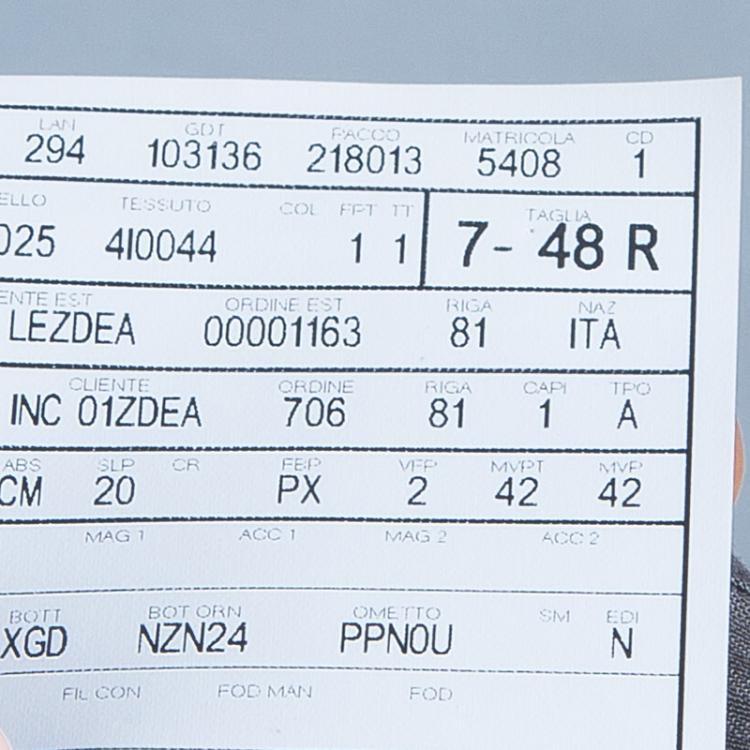 LAN GDT PACCO MATRICOLA CD
294 103136 218013 5408 1
ELLO TESSUTO COL FPT TT TAGLIA
025 4I0044 1 1 7- 48 R
ENTE EST ORDINE EST RIGA NAZ
LEZDEA 00001163 81 ITA
CLIENTE ORDINE RIGA CAPI TPO
INC 01ZDEA 706 81 1 A
ABS SLP CR FBP VFP MVPT MVP
CM 20 PX 2 42 42
MAG 1 ACC 1 MAG 2 ACC 2
BOTT BOT ORN OMETTO SM EDI
XGD NZN24 PPN0U N
FIL CON FOD MAN FOD